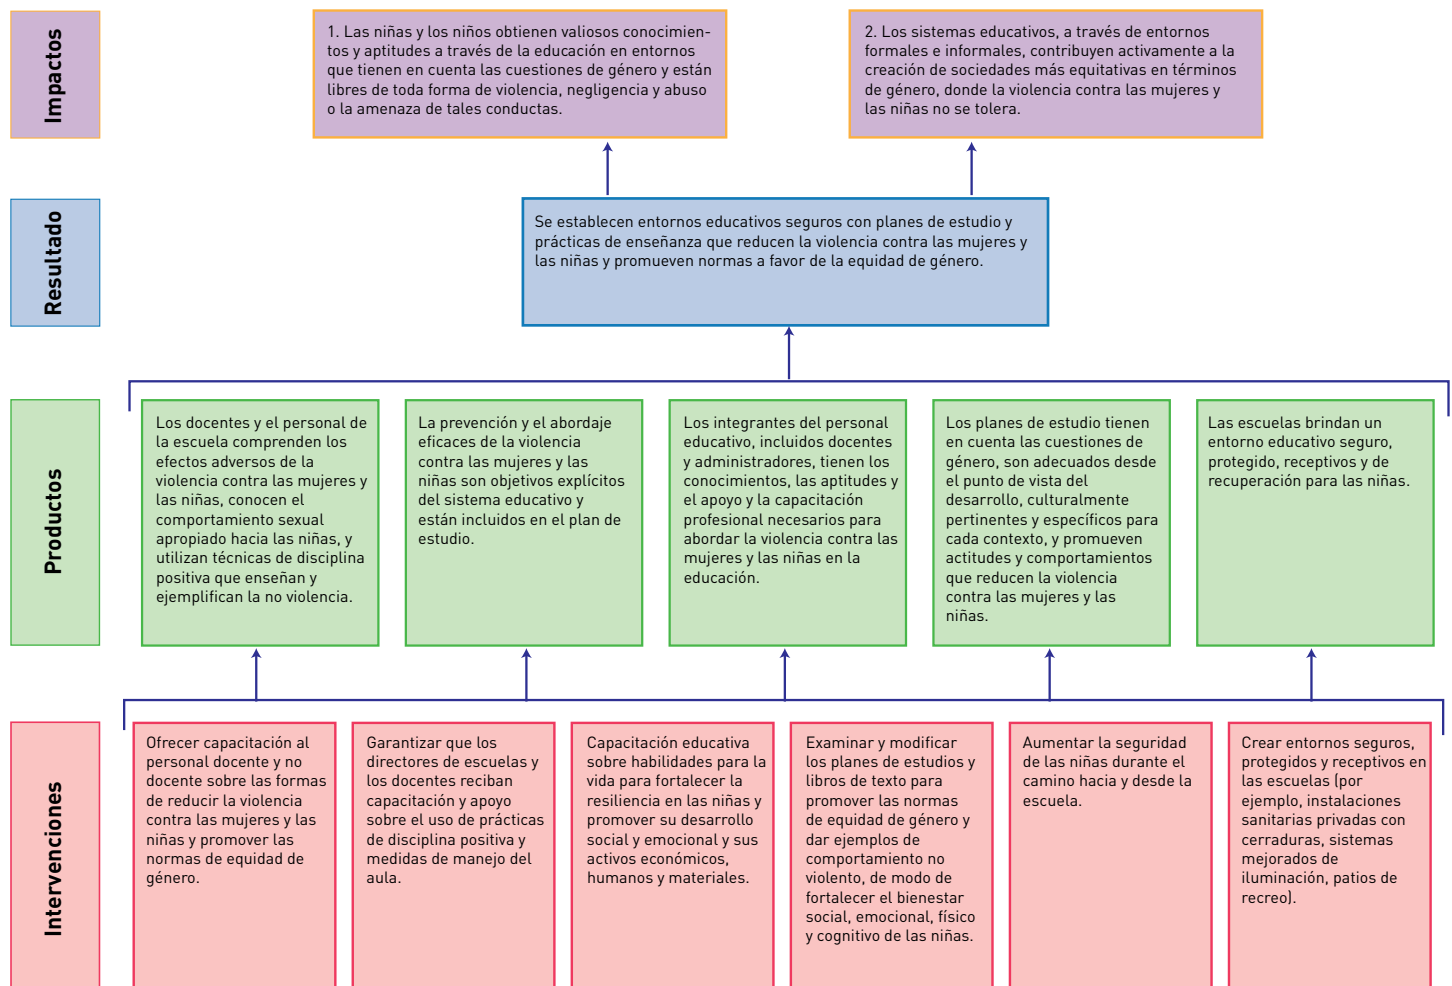 Impactos
1. Las niñas y los niños obtienen valiosos conocimien-
tos y aptitudes a través de la educación en entornos
que tienen en cuenta las cuestiones de género y están
libres de toda forma de violencia, negligencia y abuso
o la amenaza de tales conductas.
2. Los sistemas educativos, a través de entornos
formales e informales, contribuyen activamente a la
creación de sociedades más equitativas en términos
de género, donde la violencia contra las mujeres y
las niñas no se tolera.
Resultado
Se establecen entornos educativos seguros con planes de estudio y
prácticas de enseñanza que reducen la violencia contra las mujeres y
las niñas y promueven normas a favor de la equidad de género.
Productos
Los docentes y el personal de
la escuela comprenden los
efectos adversos de la
violencia contra las mujeres y
las niñas, conocen el
comportamiento sexual
apropiado hacia las niñas, y
utilizan técnicas de disciplina
positiva que enseñan y
ejemplifican la no violencia.
La prevención y el abordaje
eficaces de la violencia
contra las mujeres y las
niñas son objetivos explícitos
del sistema educativo y
están incluidos en el plan de
estudio.
Los integrantes del personal
educativo, incluidos docentes
y administradores, tienen los
conocimientos, las aptitudes y
el apoyo y la capacitación
profesional necesarios para
abordar la violencia contra las
mujeres y las niñas en la
educación.
Los planes de estudio tienen
en cuenta las cuestiones de
género, son adecuados desde
el punto de vista del
desarrollo, culturalmente
pertinentes y específicos para
cada contexto, y promueven
actitudes y comportamientos
que reducen la violencia
contra las mujeres y las
niñas.
Las escuelas brindan un
entorno educativo seguro,
protegido, receptivos y de
recuperación para las niñas.
Intervenciones
Ofrecer capacitación al
personal docente y no
docente sobre las formas
de reducir la violencia
contra las mujeres y las
niñas y promover las
normas de equidad de
género.
Garantizar que los
directores de escuelas y
los docentes reciban
capacitación y apoyo
sobre el uso de prácticas
de disciplina positiva y
medidas de manejo del
aula.
Capacitación educativa
sobre habilidades para la
vida para fortalecer la
resiliencia en las niñas y
promover su desarrollo
social y emocional y sus
activos económicos,
humanos y materiales.
Examinar y modificar
los planes de estudios y
libros de texto para
promover las normas
de equidad de género y
dar ejemplos de
comportamiento no
violento, de modo de
fortalecer el bienestar
social, emocional, físico
y cognitivo de las niñas.
Aumentar la seguridad
de las niñas durante el
camino hacia y desde la
escuela.
Crear entornos seguros,
protegidos y receptivos en
las escuelas (por
ejemplo, instalaciones
sanitarias privadas con
cerraduras, sistemas
mejorados de
iluminación, patios de
recreo).